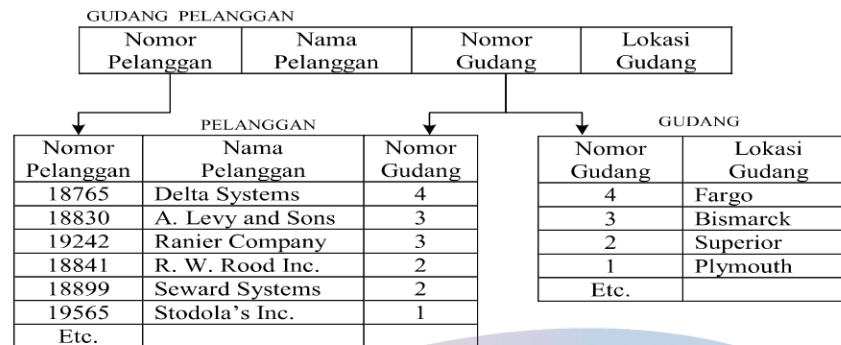 GUDANG PELANGGAN
Nomor Pelanggan Nama Pelanggan Nomor Gudang Lokasi Gudang
PELANGGAN
Nomor Pelanggan Nama Pelanggan Nomor Gudang
18765 Delta Systems 4
18830 A. Levy and Sons 3
19242 Ranier Company 3
18841 R. W. Rood Inc. 2
18899 Seward Systems 2
19565 Stodola's Inc. 1
Etc.
GUDANG
Nomor Gudang Lokasi Gudang
4 Fargo
3 Bismarck
2 Superior
1 Plymouth
Etc.